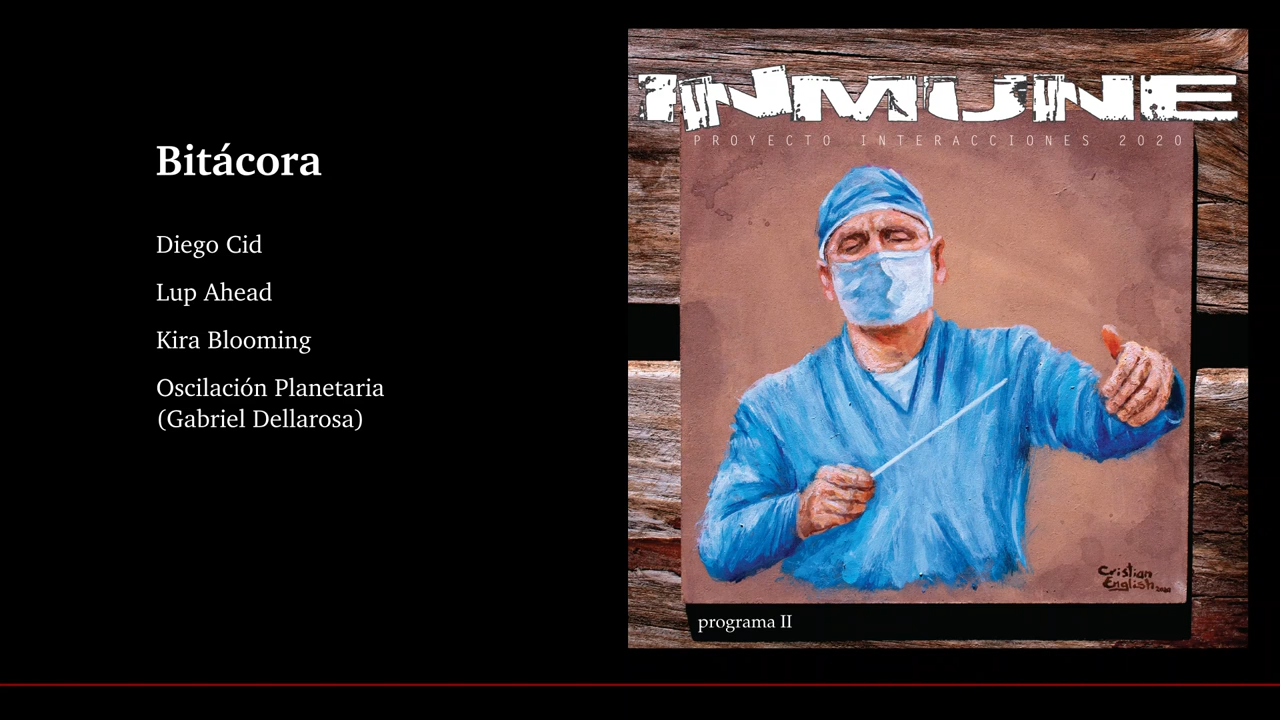 Bitácora
Diego Cid
Lup Ahead
Kira Blooming
Oscilación Planetaria
(Gabriel Dellarosa)
INMUNE
PROYECTO INTERACCIONES 2020
Cristian
English
programa II